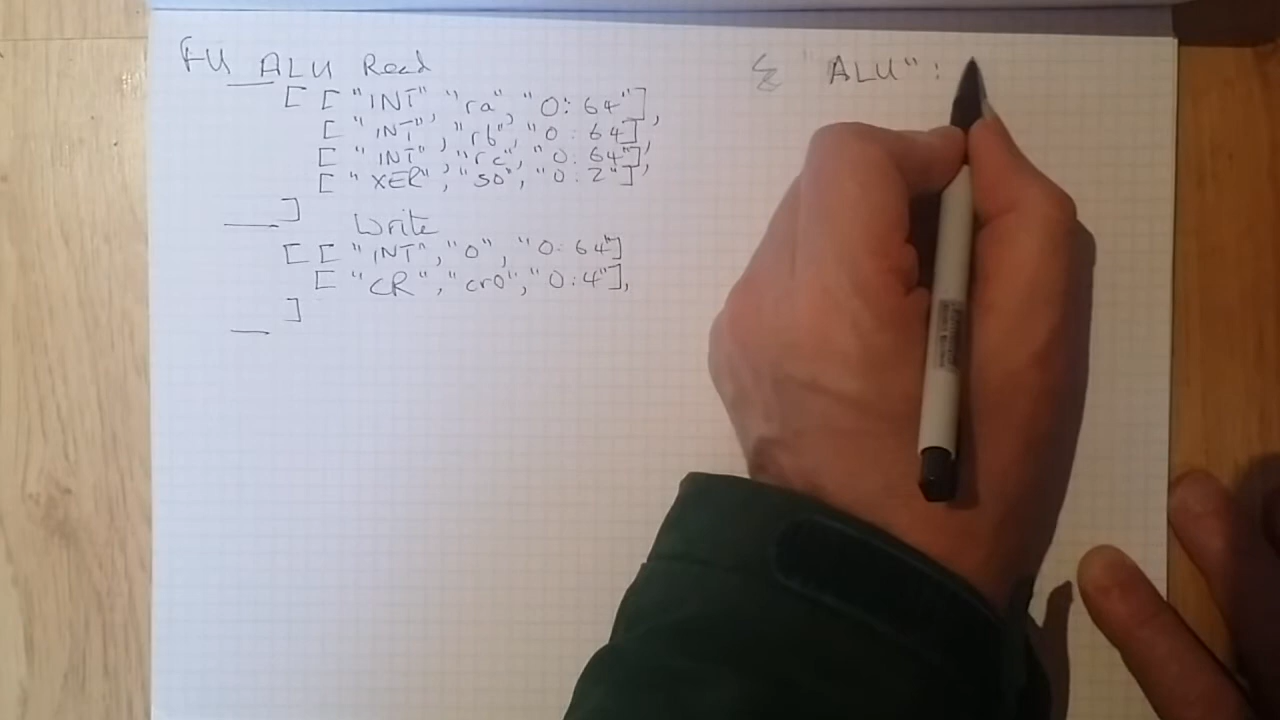 FU ALU Read
[ [ "INT", "ra", "0:64"],
[ "INT", "rb", "0:64]
[ "INT", "rc", "0:64"],
[ "XER", "so", "0:2"]
]
Write
[ [ "INT", "o", "0:64"]
[ "CR", "cr0", "0:4"],
]
{ "ALU":